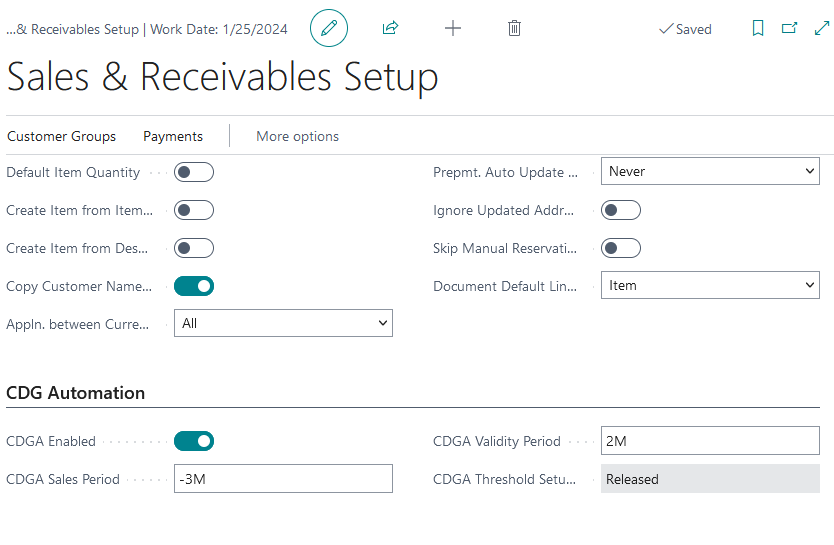 ...& Receivables Setup | Work Date: 1/25/2024
Saved
Sales & Receivables Setup
Customer Groups Payments More options
Default Item Quantity
Prepmt. Auto Update ... Never
Create Item from Item...
Ignore Updated Addr...
Create Item from Des...
Skip Manual Reservati...
Copy Customer Name...
Document Default Lin... Item
Appln. between Curre... All
CDG Automation
CDGA Enabled
CDGA Validity Period 2M
CDGA Sales Period -3M
CDGA Threshold Setu... Released